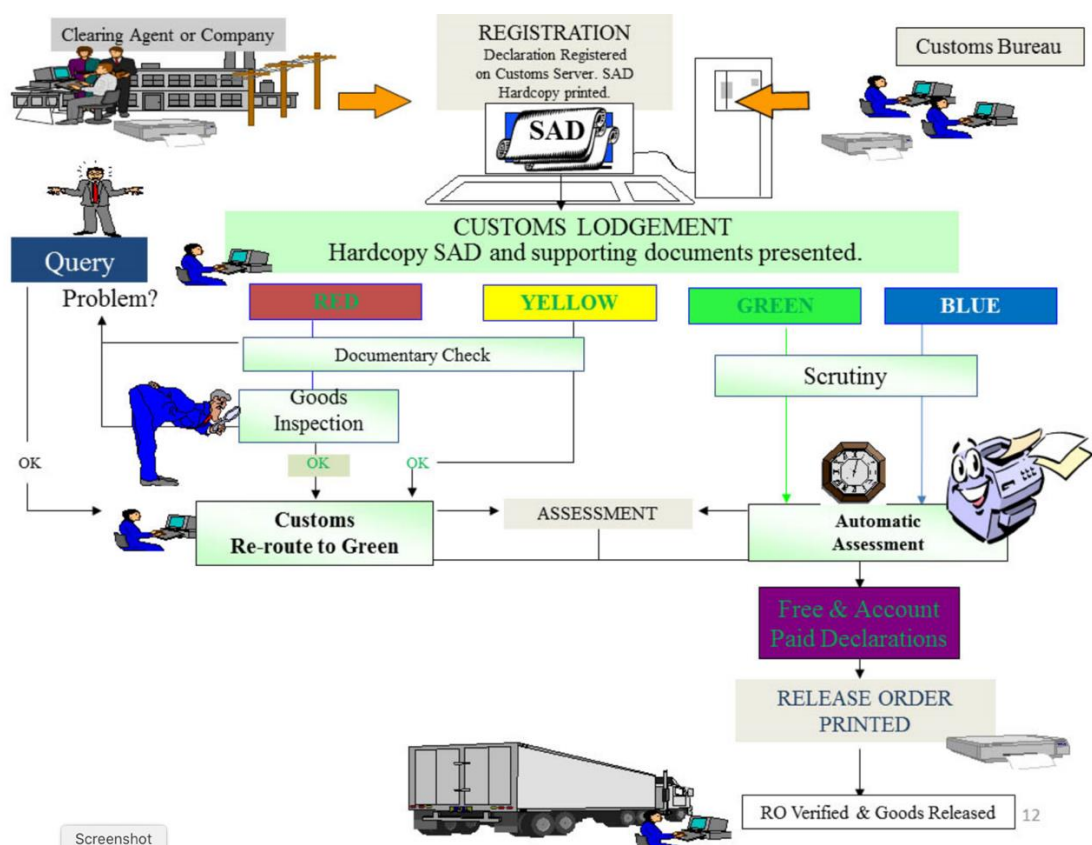 Clearing Agent or Company
REGISTRATION
Declaration Registered
on Customs Server. SAD
Hardcopy printed.
Customs Bureau
SAD
CUSTOMS LODGEMENT
Hardcopy SAD and supporting documents presented.
Query
Problem?
RED
YELLOW
GREEN
BLUE
Documentary Check
Scrutiny
Goods
Inspection
OK
OK
OK
Customs
Re-route to Green
ASSESSMENT
Automatic
Assessment
Free & Account
Paid Declarations
RELEASE ORDER
PRINTED
RO Verified & Goods Released
12
Screenshot